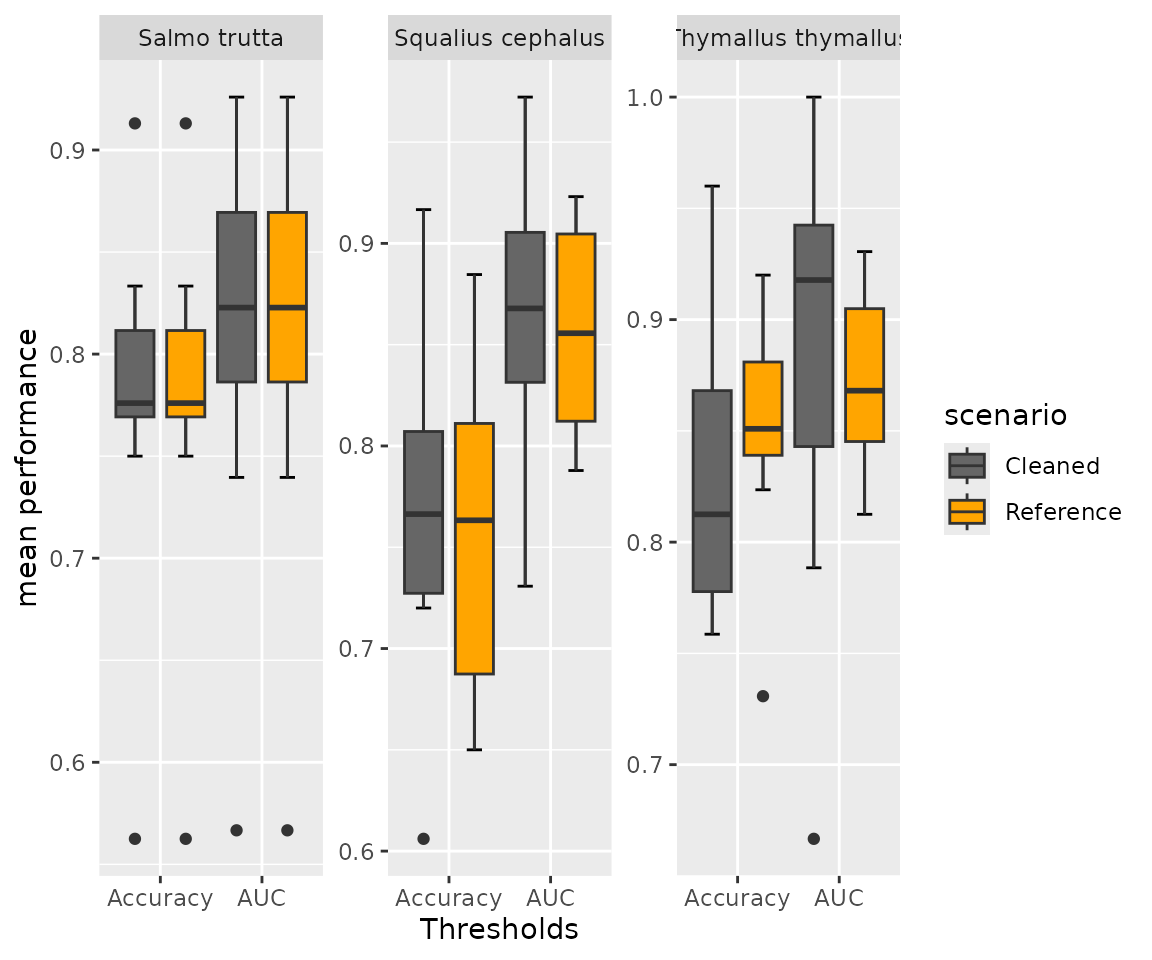 Salmo trutta
Squalius cephalus
Thymallus thymallus
mean performance
0.9
0.8
0.7
0.6
0.9
0.8
0.7
0.6
1.0
0.9
0.8
0.7
Accuracy AUC
Accuracy AUC
Accuracy AUC
Thresholds
scenario
Cleaned
Reference